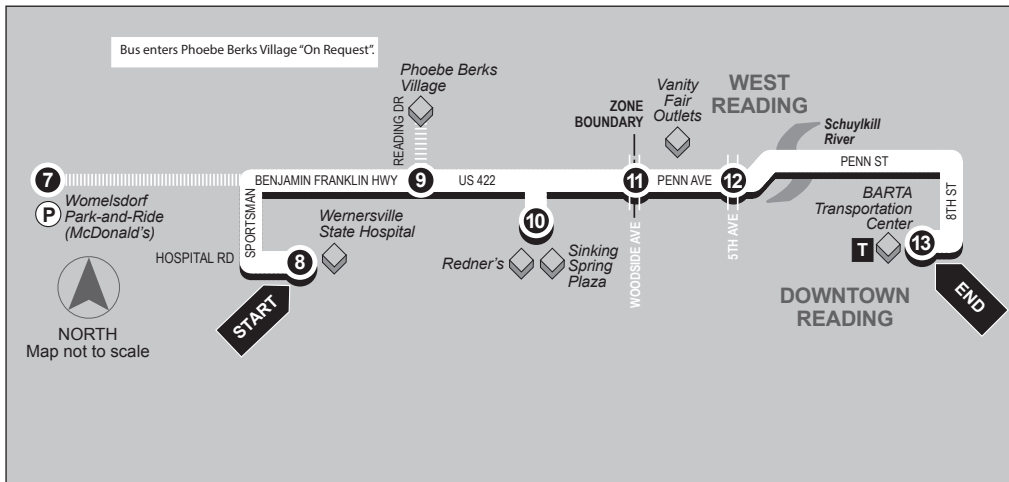 Bus enters Phoebe Berks Village "On Request".
Phoebe Berks
Village
READING DR
ZONE
BOUNDARY
Vanity
Fair
Outlets
WEST
READING
Schuylkill
River
7
P
Womelsdorf
Park-and-Ride
(McDonald's)
BENJAMIN FRANKLIN HWY
9
US 422
11
PENN AVE
12
PENN ST
8TH ST
SPORTSMAN
HOSPITAL RD
8
Wernersville
State Hospital
10
Redner's
Sinking
Spring
Plaza
WOODSIDE AVE
5TH AVE
BARTA
Transportation
Center
T
13
START
END
DOWNTOWN
READING
NORTH
Map not to scale